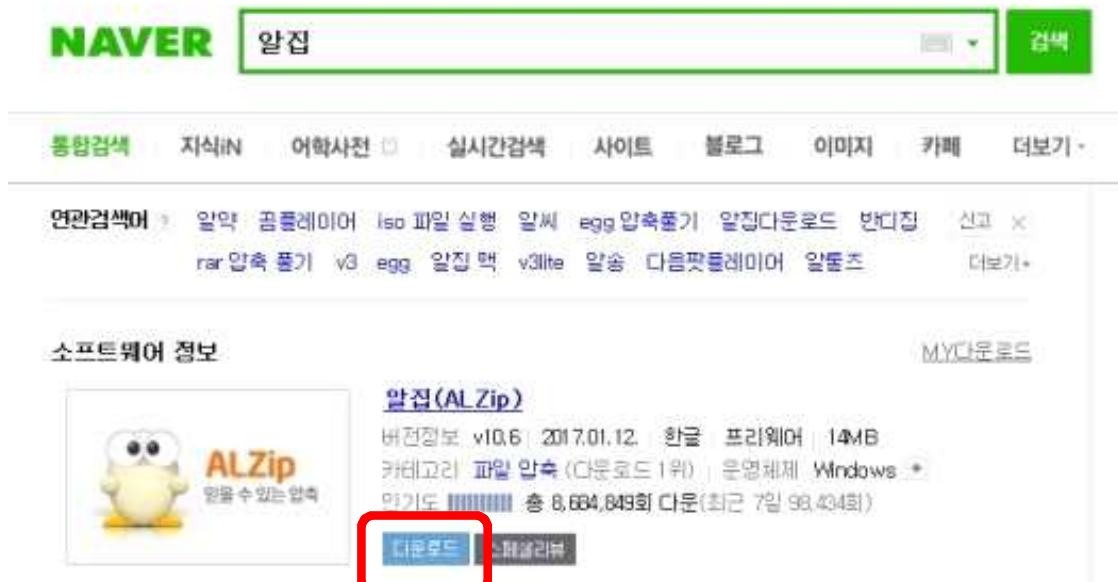 NAVER 알집 검색
통합검색 지식iN 어학사전 실시간검색 사이트 블로그 이미지 카페 더보기
연관검색어 ? 알약 곰플레이어 iso 파일 실행 알씨 egg 압축풀기 알집다운로드 반디집 신고 ×
rar 압축 풀기 v3 egg 알집 맥 v3lite 알송 다음팟플레이어 알툴즈 더보기+
소프트웨어 정보 MY다운로드
알집(ALZip)
버전정보 v10.6 2017.01.12. 한글 프리웨어 14MB
카테고리 파일 압축 (다운로드 1위) 운영체제 Windows +
인기도 총 8,684,849회 다운(최근 7일 98,434회)
ALZip
믿을 수 있는 압축
다운로드 스페셜리뷰